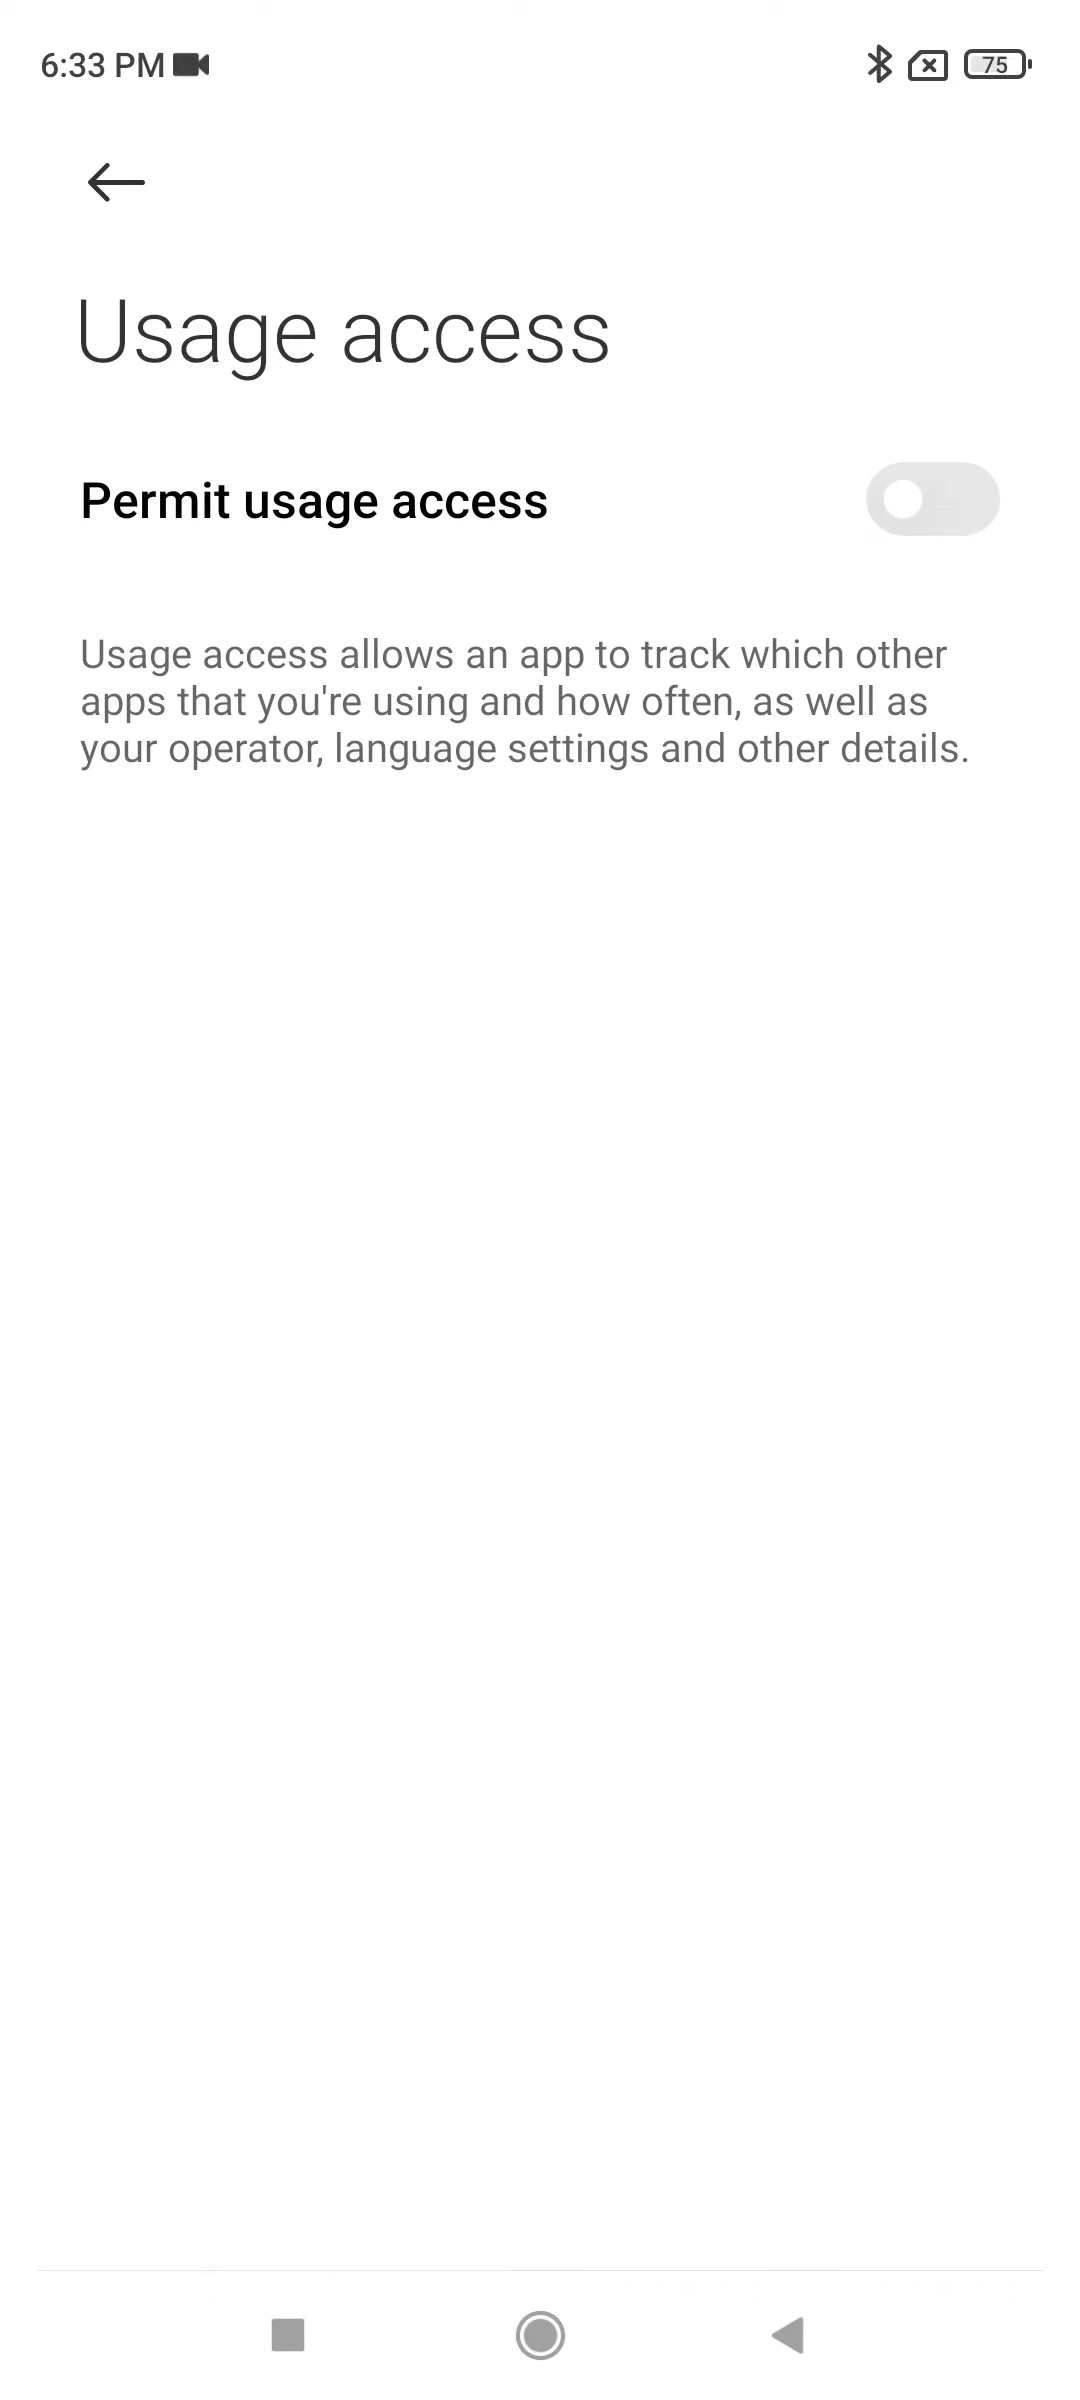 6:33 PM
75
Usage access
Permit usage access
Usage access allows an app to track which other
apps that you're using and how often, as well as
your operator, language settings and other details.